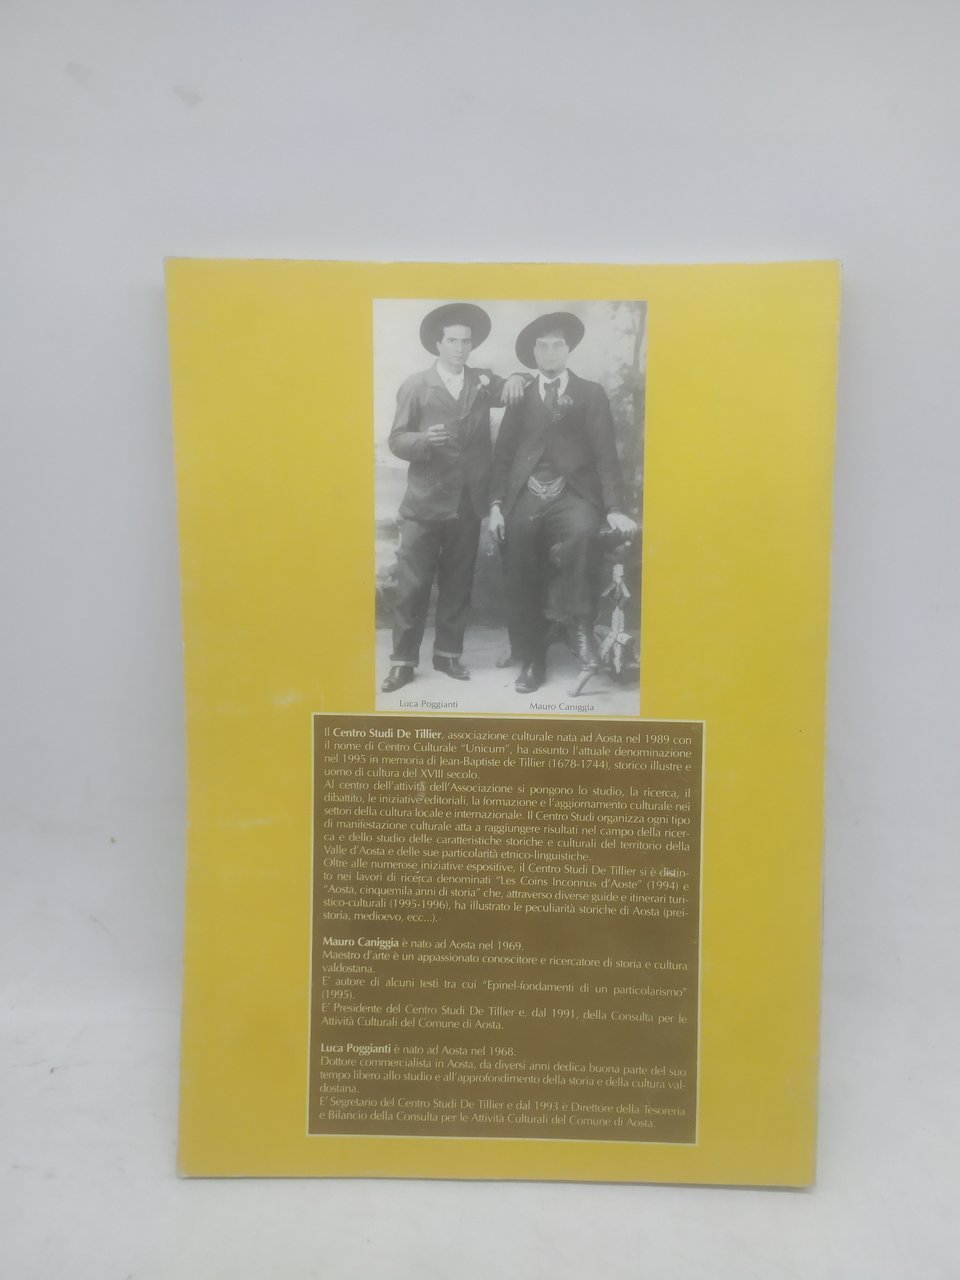 Luca Poggianti
Mauro Caniggia
Il Centro Studi De Tillier, associazione culturale nata ad Aosta nel 1989 con
il nome di Centro Culturale “Unicum”, ha assunto l’attuale denominazione
nel 1995 in memoria di Jean-Baptiste de Tillier (1678-1744), storico illustre e
uomo di cultura del XVIII secolo.
Al centro dell’attività dell’Associazione si pongono lo studio, la ricerca, il
dibattito, le iniziative editoriali, la formazione e l’aggiornamento culturale nei
settori della cultura locale e internazionale. Il Centro Studi organizza ogni tipo
di manifestazione culturale atta a raggiungere risultati nel campo della ricer-
ca e dello studio delle caratteristiche storiche e culturali del territorio della
Valle d’Aosta e delle sue particolarità etnico-linguistiche.
Oltre alle numerose iniziative espositive, il Centro Studi De Tillier si è distin-
to nei lavori di ricerca denominati “Les Coins Inconnus d’Aoste” (1994) e
“Aosta, cinquemila anni di storia” che, attraverso diverse guide e itinerari turi-
stico-culturali (1995-1996), ha illustrato le peculiarità storiche di Aosta (prei-
storia, medioevo, ecc...).
Mauro Caniggia è nato ad Aosta nel 1969.
Maestro d’arte è un appassionato conoscitore e ricercatore di storia e cultura
valdostana.
E’ autore di alcuni testi tra cui “Epinel-fondamenti di un particolarismo”
(1995).
E’ Presidente del Centro Studi De Tillier e, dal 1991, della Consulta per le
Attività Culturali del Comune di Aosta.
Luca Poggianti è nato ad Aosta nel 1968.
Dottore commercialista in Aosta, da diversi anni dedica buona parte del suo
tempo libero allo studio e all’approfondimento della storia e della cultura val-
dostana.
E’ Segretario del Centro Studi De Tillier e dal 1993 è Direttore della Tesoreria
e Bilancio della Consulta per le Attività Culturali del Comune di Aosta.